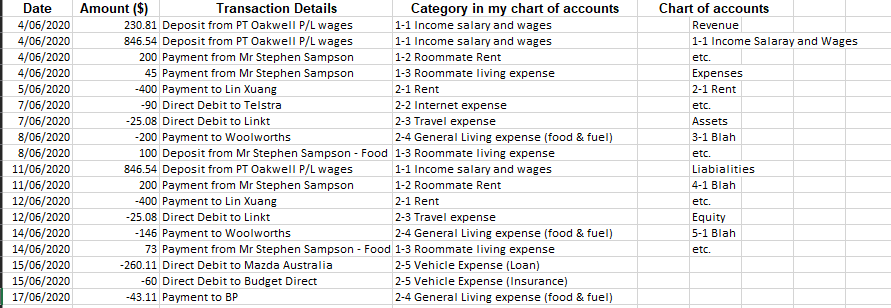 Date Amount ($) Transaction Details Category in my chart of accounts Chart of accounts
4/06/2020 230.81 Deposit from PT Oakwell P/L wages 1-1 Income salary and wages Revenue
4/06/2020 846.54 Deposit from PT Oakwell P/L wages 1-1 Income salary and wages 1-1 Income Salaray and Wages
4/06/2020 200 Payment from Mr Stephen Sampson 1-2 Roommate Rent etc.
4/06/2020 45 Payment from Mr Stephen Sampson 1-3 Roommate living expense Expenses
5/06/2020 -400 Payment to Lin Xuang 2-1 Rent 2-1 Rent
7/06/2020 -90 Direct Debit to Telstra 2-2 Internet expense etc.
7/06/2020 -25.08 Direct Debit to Linkt 2-3 Travel expense Assets
8/06/2020 -200 Payment to Woolworths 2-4 General Living expense (food & fuel) 3-1 Blah
8/06/2020 100 Deposit from Mr Stephen Sampson - Food 1-3 Roommate living expense etc.
11/06/2020 846.54 Deposit from PT Oakwell P/L wages 1-1 Income salary and wages Liabialities
11/06/2020 200 Payment from Mr Stephen Sampson 1-2 Roommate Rent 4-1 Blah
12/06/2020 -400 Payment to Lin Xuang 2-1 Rent etc.
12/06/2020 -25.08 Direct Debit to Linkt 2-3 Travel expense Equity
14/06/2020 -146 Payment to Woolworths 2-4 General Living expense (food & fuel) 5-1 Blah
14/06/2020 73 Payment from Mr Stephen Sampson - Food 1-3 Roommate living expense etc.
15/06/2020 -260.11 Direct Debit to Mazda Australia 2-5 Vehicle Expense (Loan)
15/06/2020 -60 Direct Debit to Budget Direct 2-5 Vehicle Expense (Insurance)
17/06/2020 -43.11 Payment to BP 2-4 General Living expense (food & fuel)